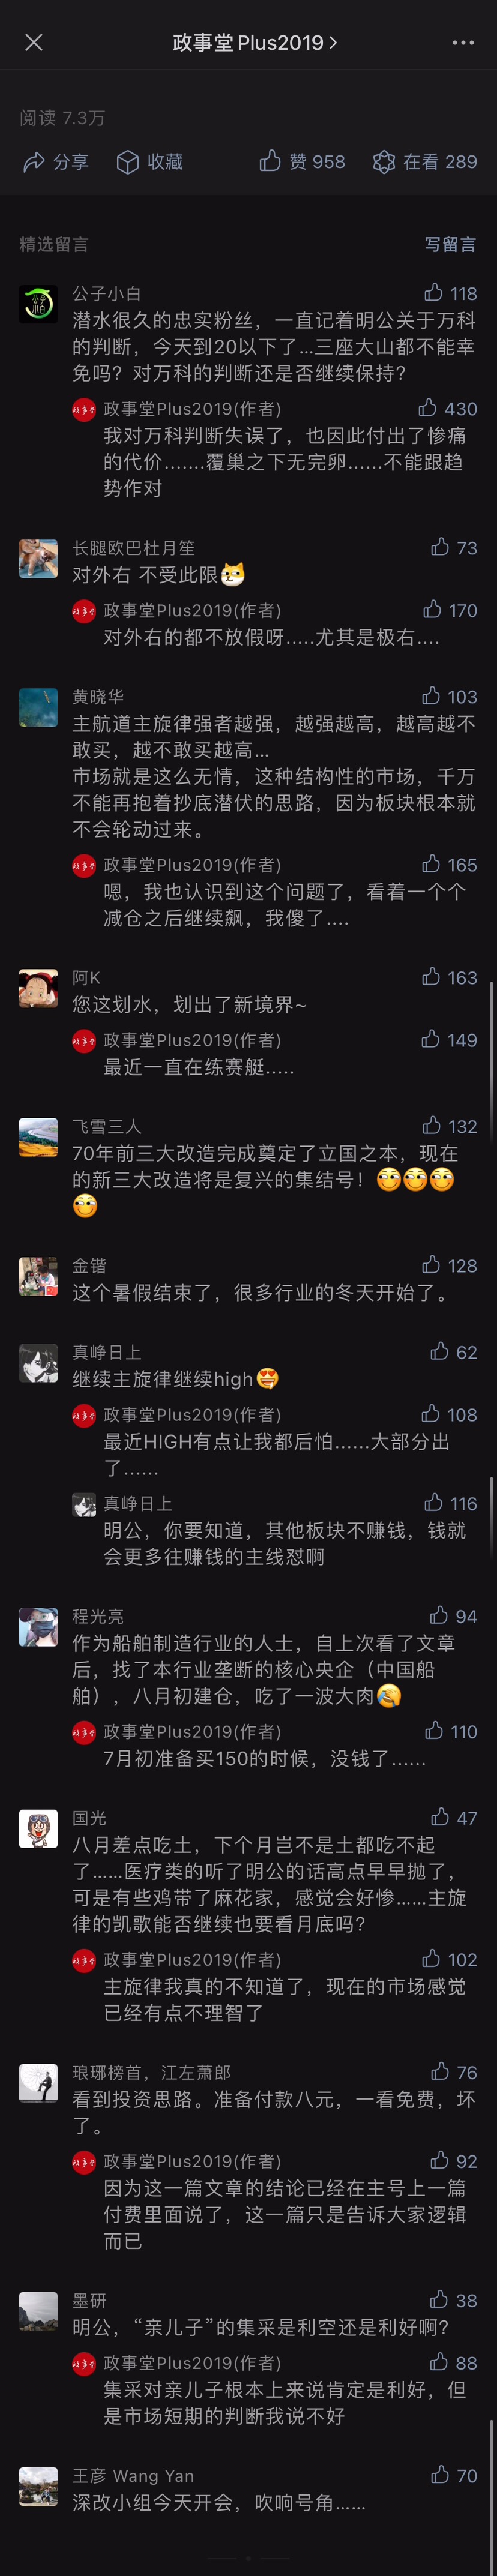 政事堂Plus2019
阅读 7.3万
分享 收藏 赞 958 在看 289
精选留言 写留言
公子小白 118
潜水很久的忠实粉丝，一直记着明公关于万科
的判断，今天到20以下了...三座大山都不能幸
免吗？对万科的判断还是否继续保持?
政事堂Plus2019(作者) 430
我对万科判断失误了，也因此付出了惨痛
的代价.......覆巢之下无完卵......不能跟趋
势作对
长腿欧巴杜月笙 73
对外右 不受此限
政事堂Plus2019(作者) 170
对外右的都不放假呀.....尤其是极右....
黄晓华 103
主航道主旋律强者越强，越强越高，越高越不
敢买，越不敢买越高...
市场就是这么无情，这种结构性的市场，千万
不能再抱着抄底潜伏的思路，因为板块根本就
不会轮动过来。
政事堂Plus2019(作者) 165
嗯，我也认识到这个问题了，看着一个个
减仓之后继续飙，我傻了....
阿K 163
您这划水，划出了新境界~
政事堂Plus2019(作者) 149
最近一直在练赛艇.....
飞雪三人 132
70年前三大改造完成奠定了立国之本，现在
的新三大改造将是复兴的集结号！
金锴 128
这个暑假结束了，很多行业的冬天开始了。
真峥日上 62
继续主旋律继续high
政事堂Plus2019(作者) 108
最近HIGH有点让我都后怕......大部分出
了......
真峥日上 116
明公，你要知道，其他板块不赚钱，钱就
会更多往赚钱的主线怼啊
程光亮 94
作为船舶制造行业的人士，自上次看了文章
后，找了本行业垄断的核心央企（中国船
舶），八月初建仓，吃了一波大肉
政事堂Plus2019(作者) 110
7月初准备买150的时候，没钱了......
国光 47
八月差点吃土，下个月岂不是土都吃不起
了……医疗类的听了明公的话高点早早抛了，
可是有些鸡带了麻花家，感觉会好惨……主旋
律的凯歌能否继续也要看月底吗?
政事堂Plus2019(作者) 102
主旋律我真的不知道了，现在的市场感觉
已经有点不理智了
琅琊榜首，江左萧郎 76
看到投资思路。准备付款八元，一看免费，坏
了。
政事堂Plus2019(作者) 92
因为这一篇文章的结论已经在主号上一篇
付费里面说了，这一篇只是告诉大家逻辑
而已
墨研 38
明公，“亲儿子”的集采是利空还是利好啊?
政事堂Plus2019(作者) 88
集采对亲儿子根本上来说肯定是利好，但
是市场短期的判断我说不好
王彦 Wang Yan 70
深改小组今天开会，吹响号角……